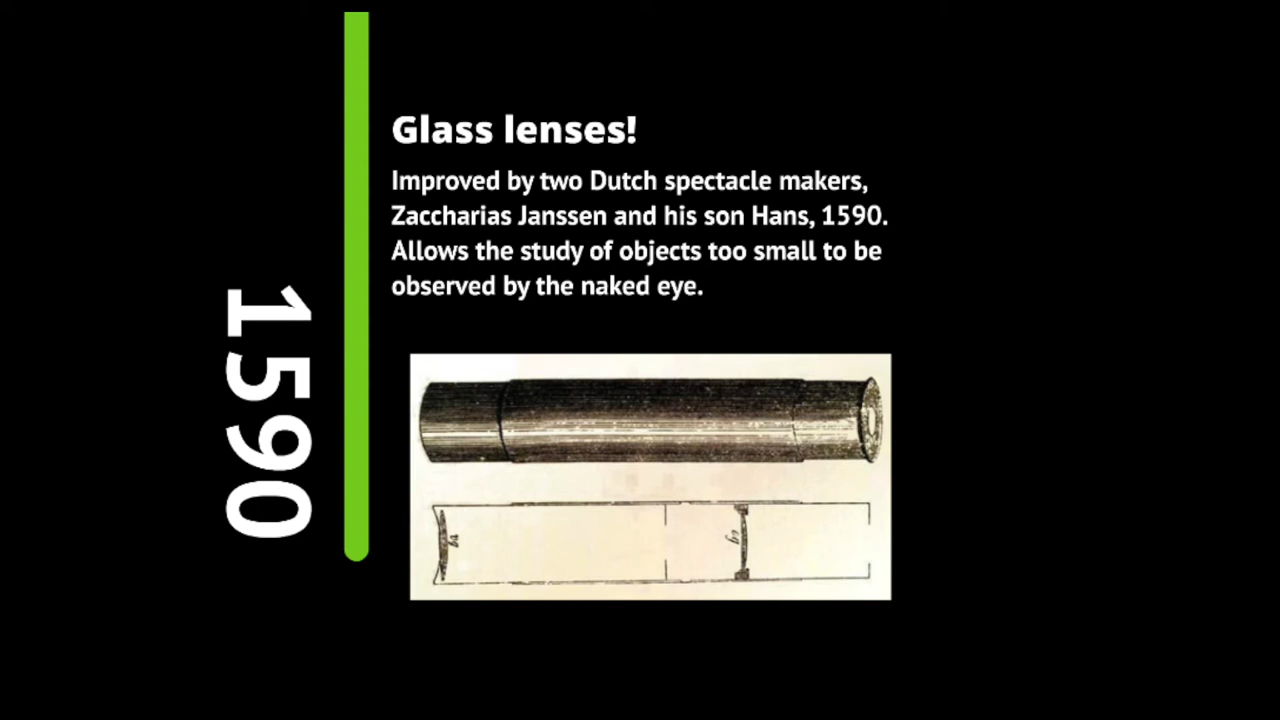 1590
Glass lenses!
Improved by two Dutch spectacle makers,
Zaccharias Janssen and his son Hans, 1590.
Allows the study of objects too small to be
observed by the naked eye.